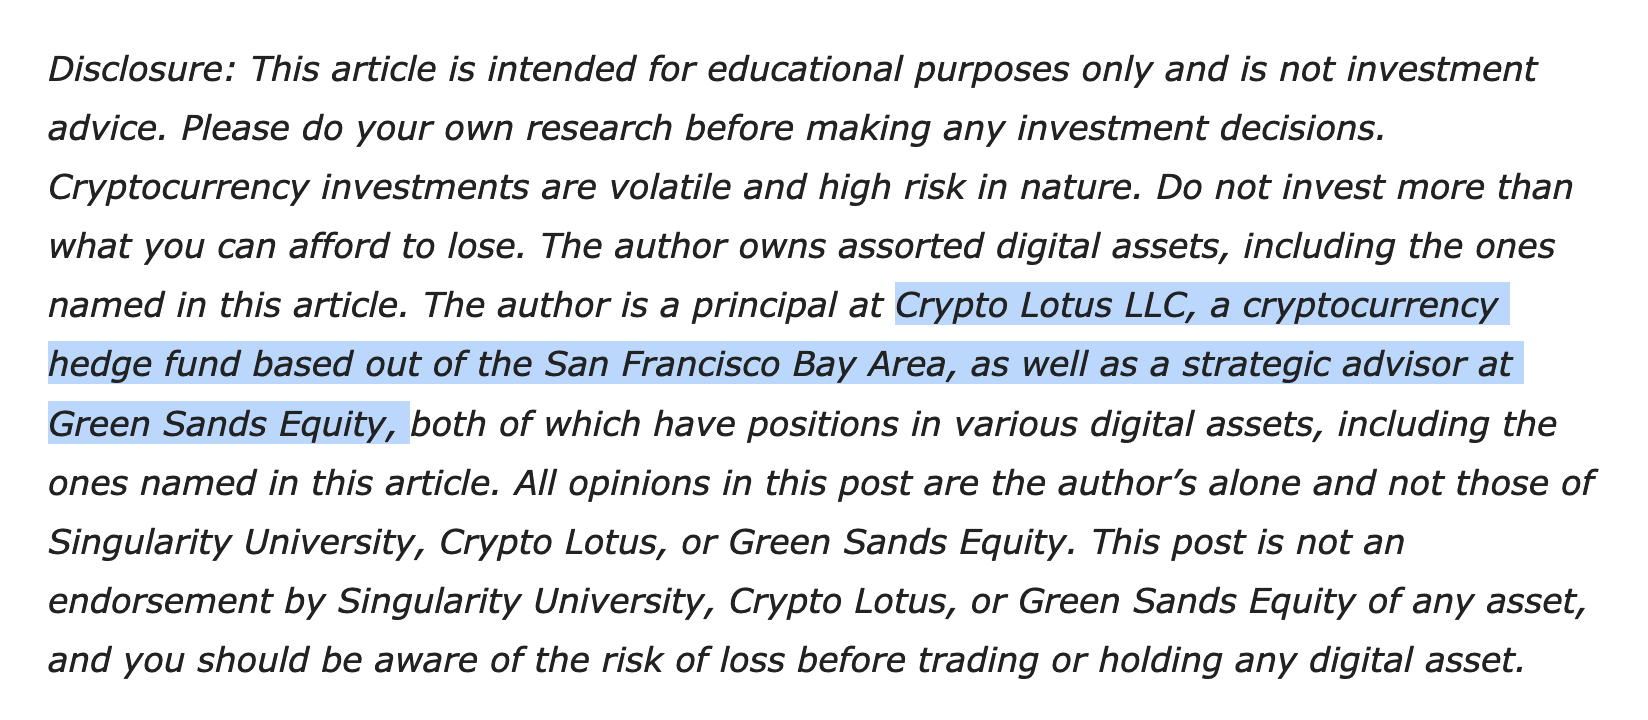 Disclosure: This article is intended for educational purposes only and is not investment
advice. Please do your own research before making any investment decisions.
Cryptocurrency investments are volatile and high risk in nature. Do not invest more than
what you can afford to lose. The author owns assorted digital assets, including the ones
named in this article. The author is a principal at Crypto Lotus LLC, a cryptocurrency
hedge fund based out of the San Francisco Bay Area, as well as a strategic advisor at
Green Sands Equity, both of which have positions in various digital assets, including the
ones named in this article. All opinions in this post are the author’s alone and not those of
Singularity University, Crypto Lotus, or Green Sands Equity. This post is not an
endorsement by Singularity University, Crypto Lotus, or Green Sands Equity of any asset,
and you should be aware of the risk of loss before trading or holding any digital asset.